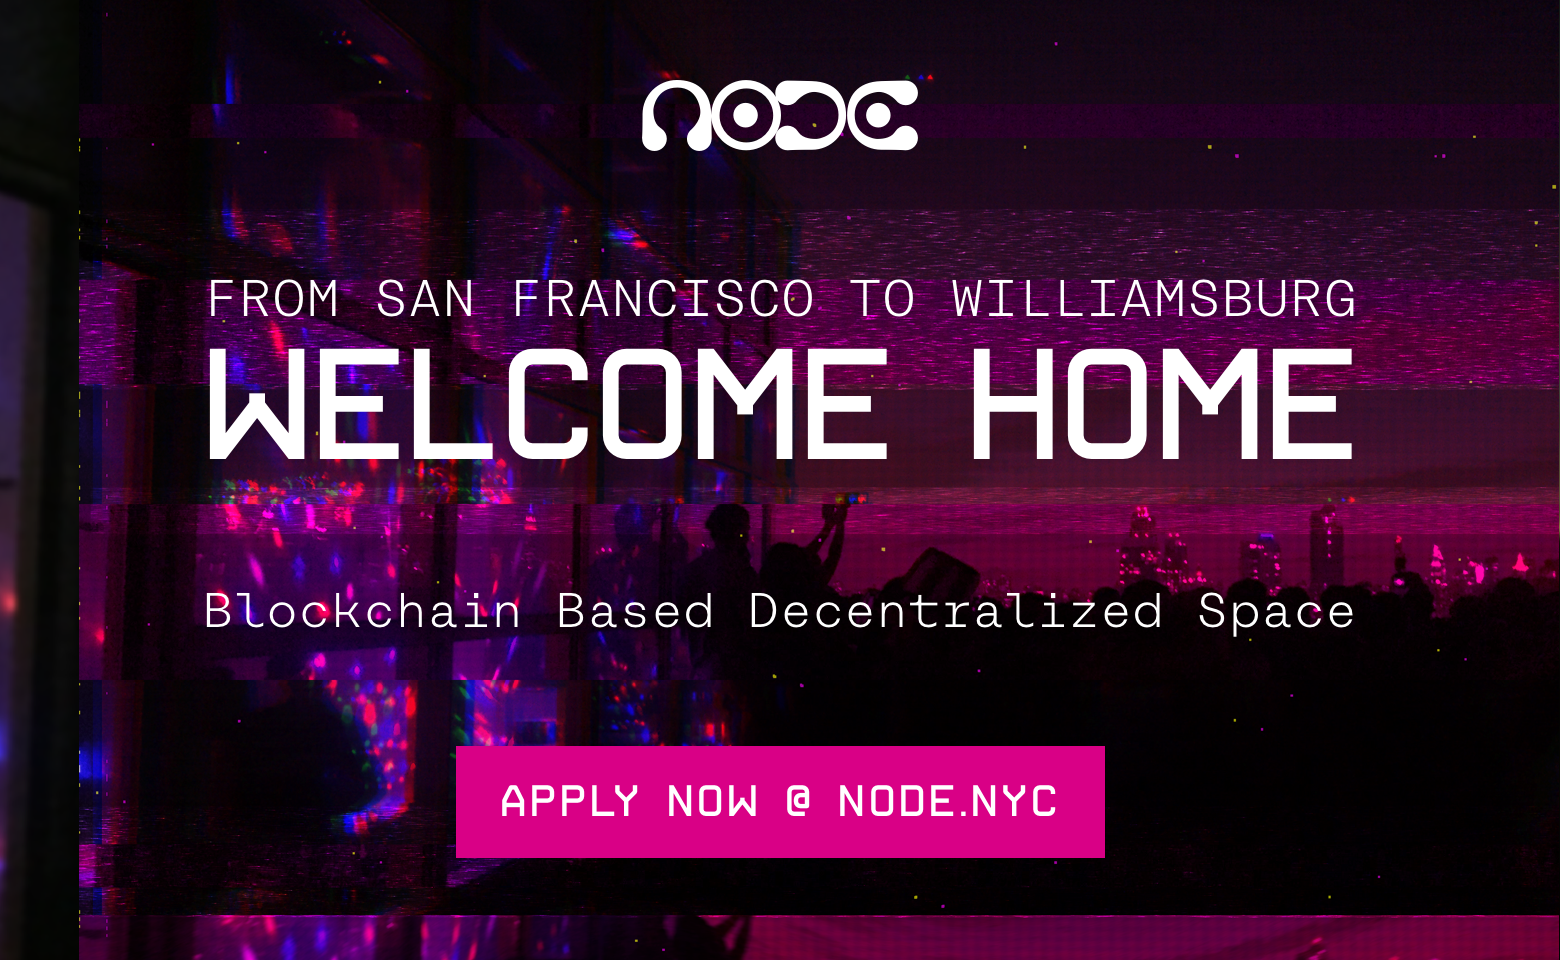 NODE
FROM SAN FRANCISCO TO WILLIAMSBURG
WELCOME HOME
Blockchain Based Decentralized Space
APPLY NOW @ NODE.NYC